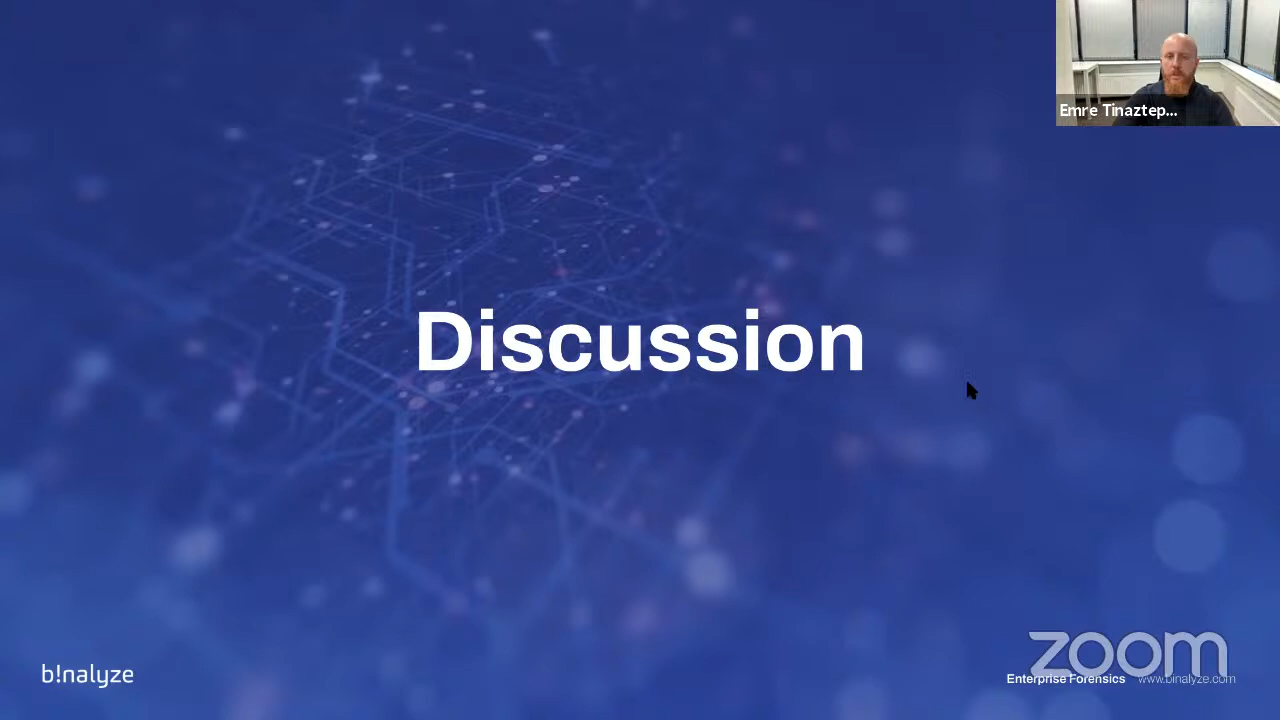 Emre Tinaztep...
Discussion
b!nalyze
zoom
Enterprise Forensics www.binalyze.com